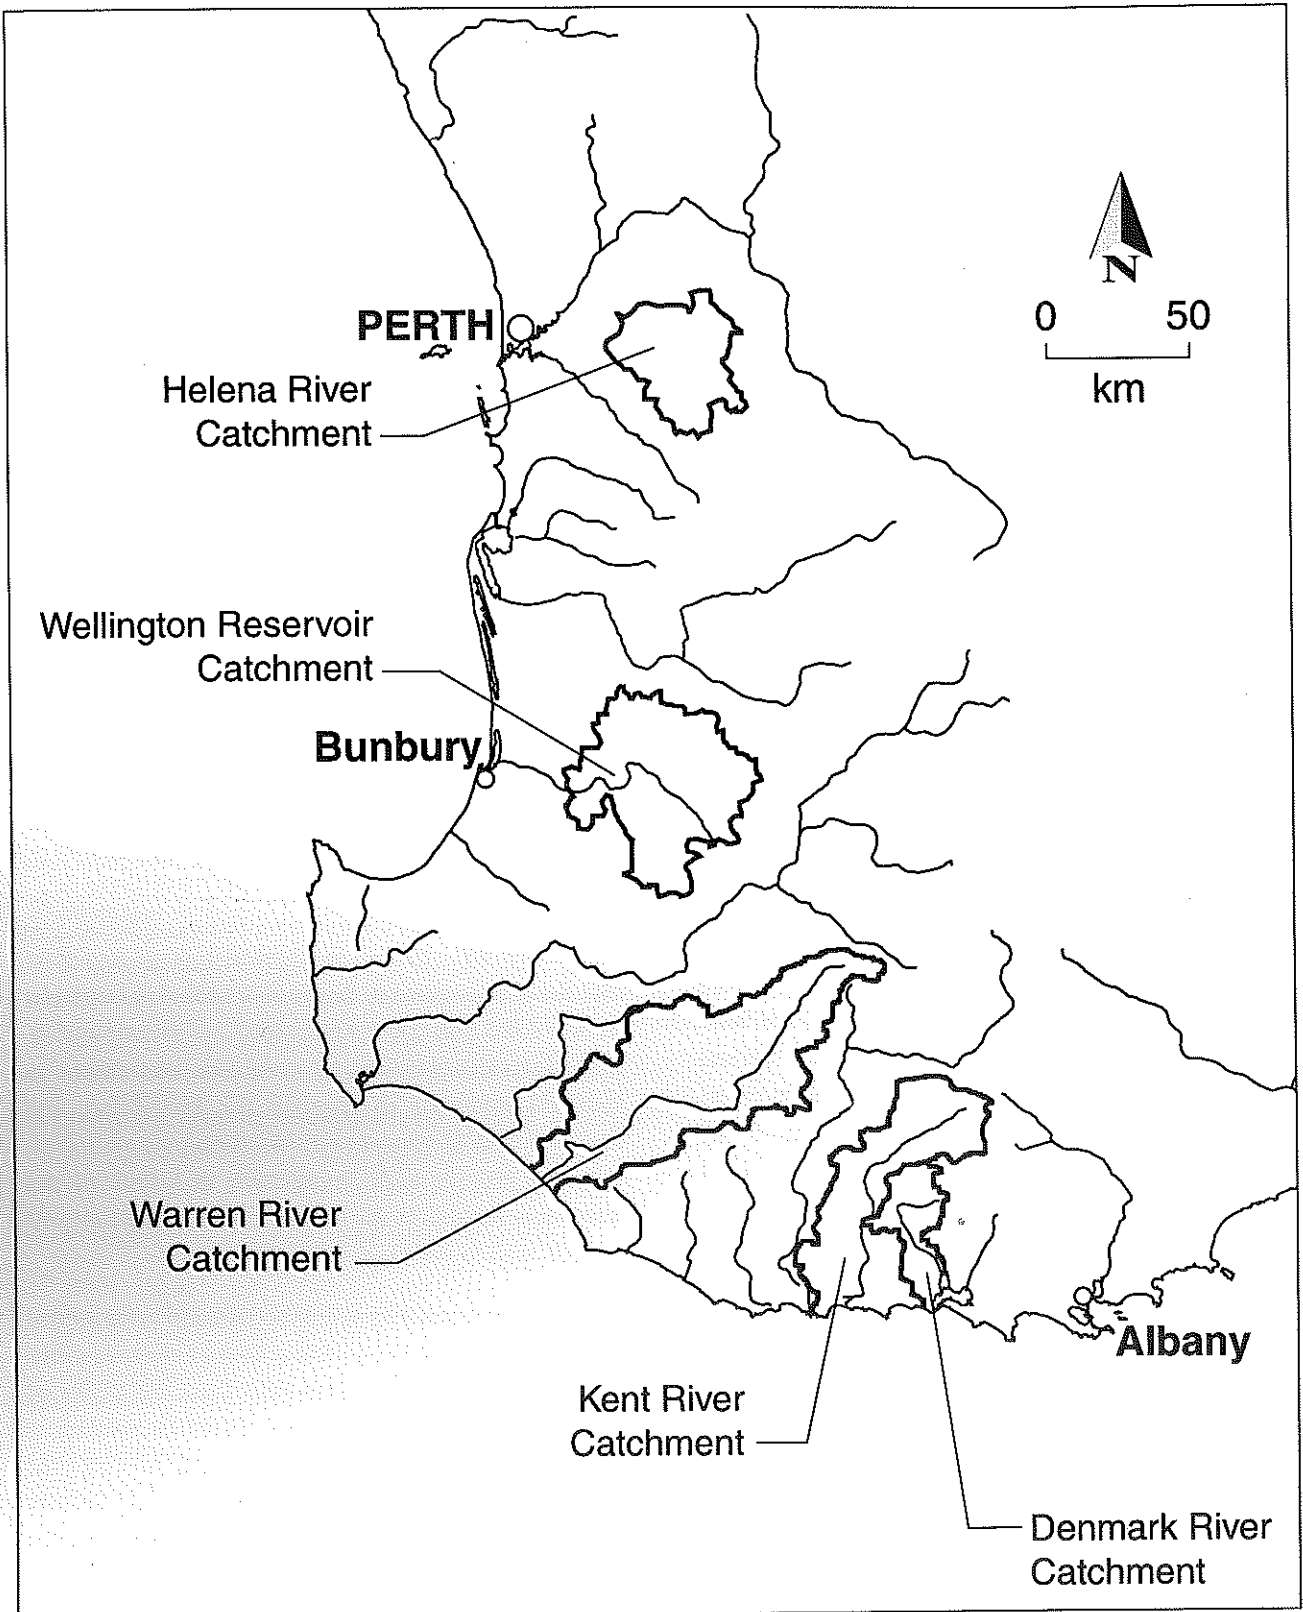 N
0 50
km
PERTH
Helena River
Catchment
Wellington Reservoir
Catchment
Bunbury
Warren River
Catchment
Albany
Kent River
Catchment
Denmark River
Catchment